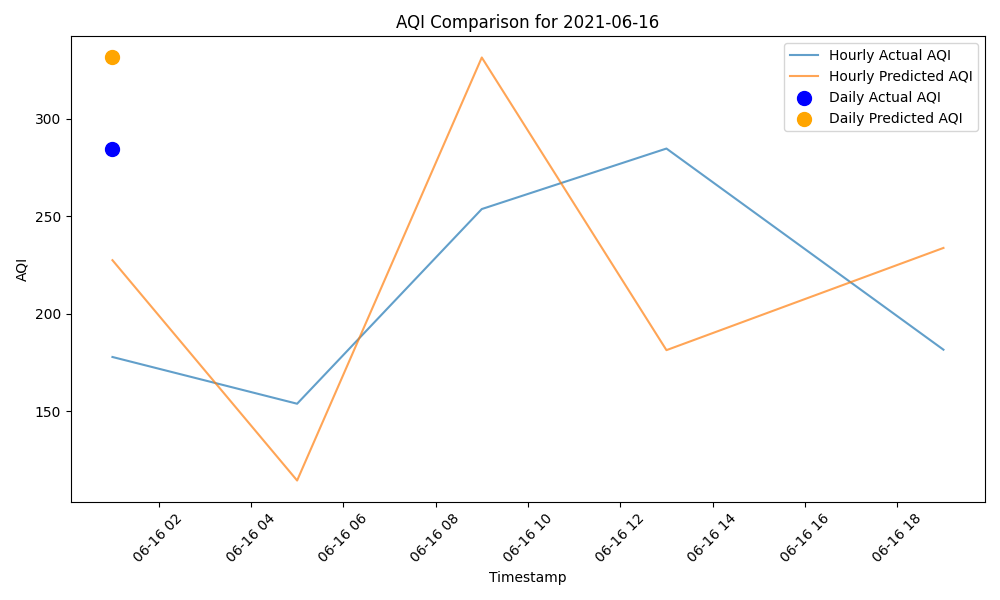 AQI Comparison for 2021-06-16
Hourly Actual AQI
Hourly Predicted AQI
Daily Actual AQI
Daily Predicted AQI
AQI
300
250
200
150
06-16 02
06-16 04
06-16 06
06-16 08
06-16 10
06-16 12
06-16 14
06-16 16
06-16 18
Timestamp